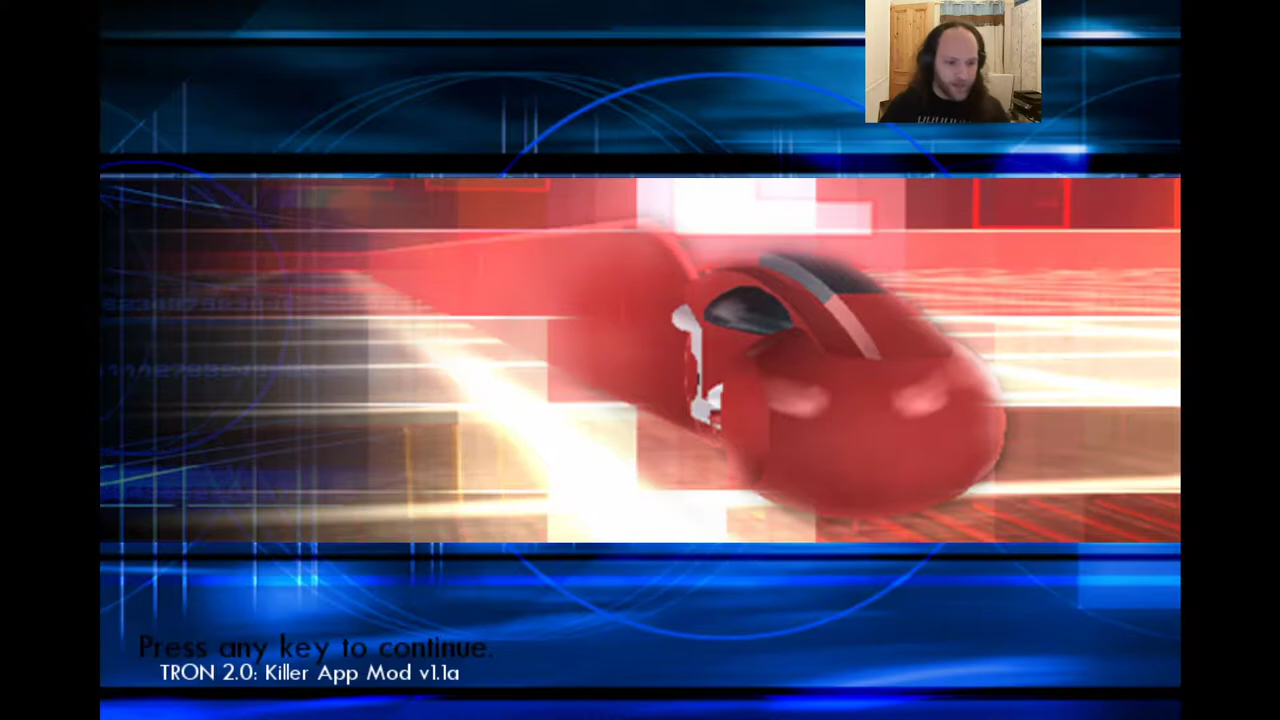 Press any key to continue.
TRON 2.0: Killer App Mod v1.1a